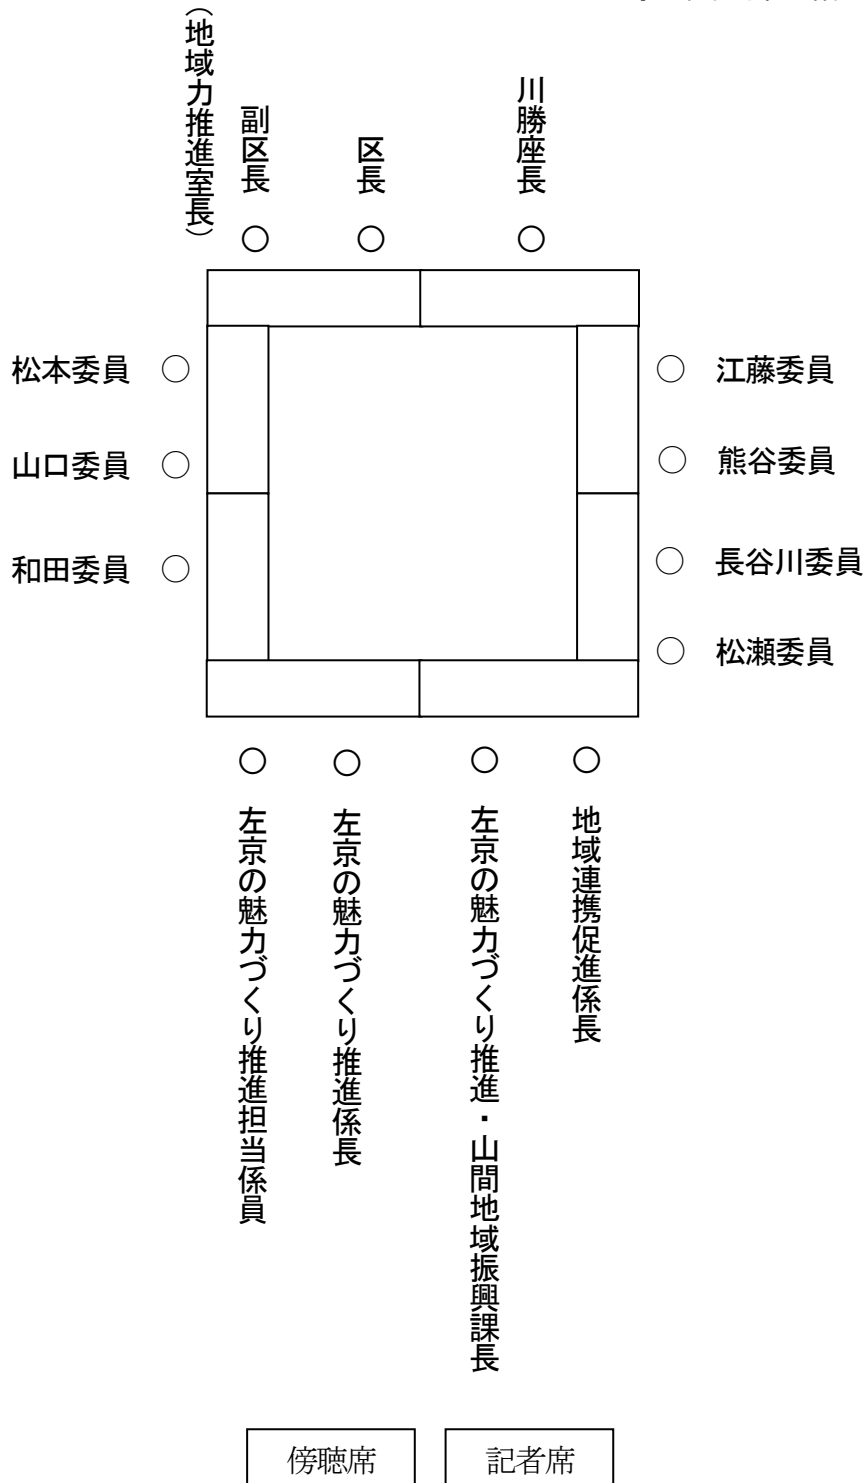 川勝座長
区長
副区長
（地域力推進室長）
松本委員
江藤委員
山口委員
熊谷委員
和田委員
長谷川委員
松瀬委員
地域連携促進係長
左京の魅力づくり推進・山間地域振興課長
左京の魅力づくり推進係長
左京の魅力づくり推進担当係員
傍聴席
記者席